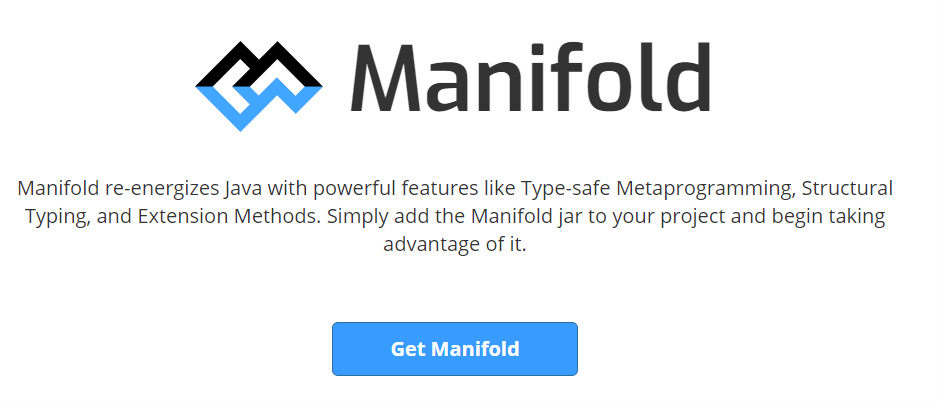 Manifold
Manifold re-energizes Java with powerful features like Type-safe Metaprogramming, Structural
Typing, and Extension Methods. Simply add the Manifold jar to your project and begin taking
advantage of it.
Get Manifold